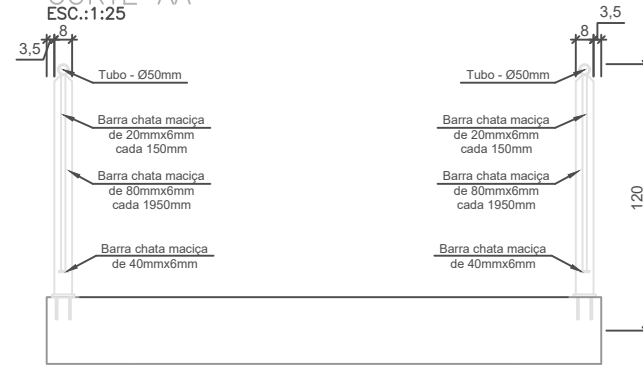 CORTE AA
ESC.:1:25
3,5
8
8
3,5
Tubo - Ø50mm
Tubo - Ø50mm
Barra chata maciça
de 20mmx6mm
cada 150mm
Barra chata maciça
de 20mmx6mm
cada 150mm
Barra chata maciça
de 80mmx6mm
cada 1950mm
Barra chata maciça
de 80mmx6mm
cada 1950mm
120
Barra chata maciça
de 40mmx6mm
Barra chata maciça
de 40mmx6mm